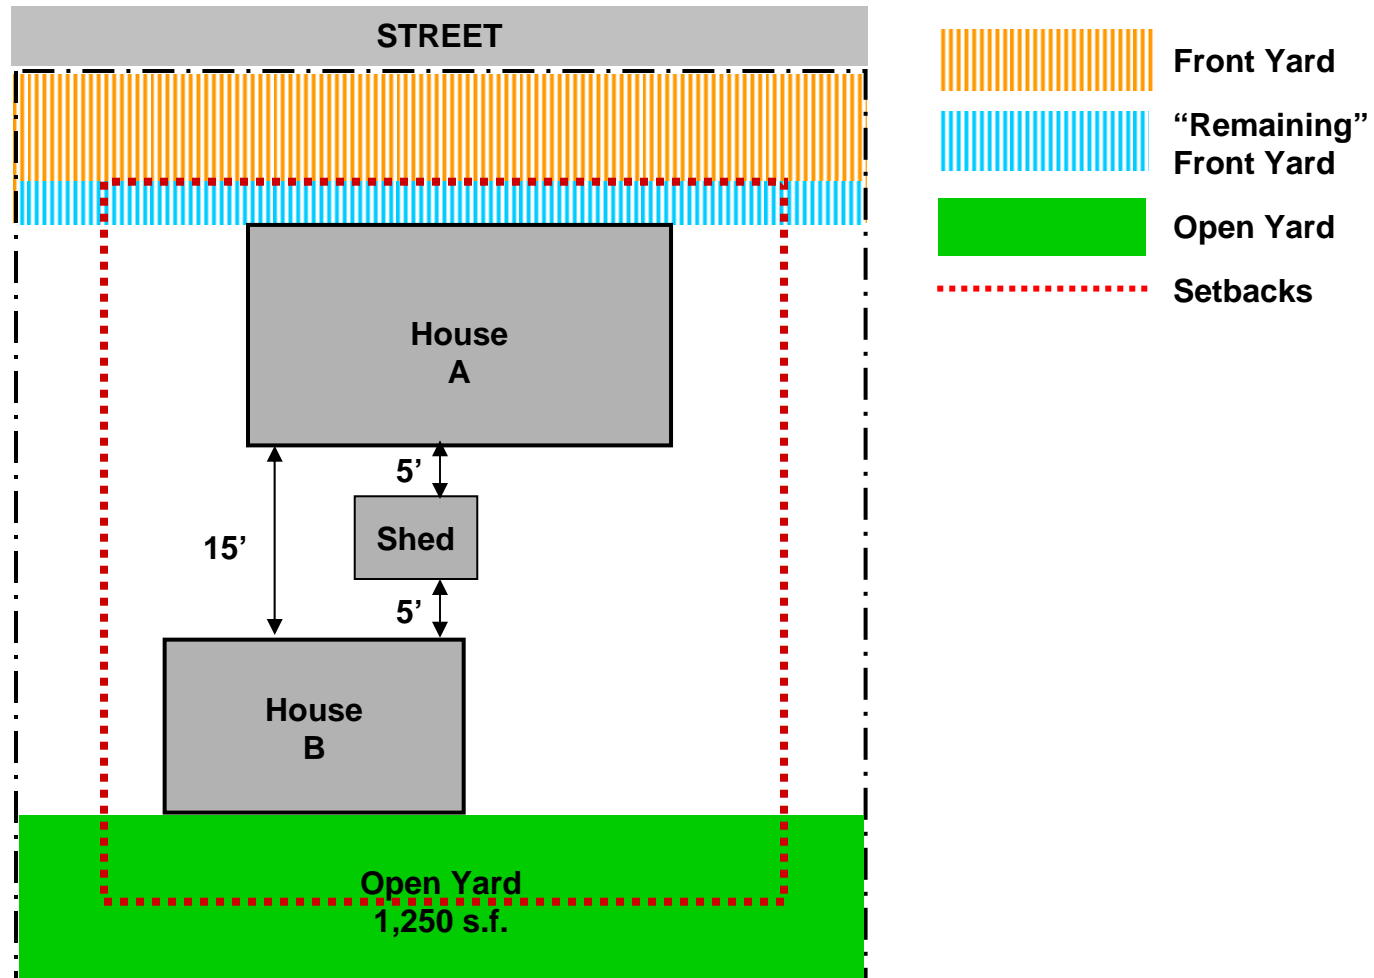 STREET
Front Yard
“Remaining”
Front Yard
Open Yard
Setbacks
House
A
5’
Shed
15’
5’
House
B
Open Yard
1,250 s.f.